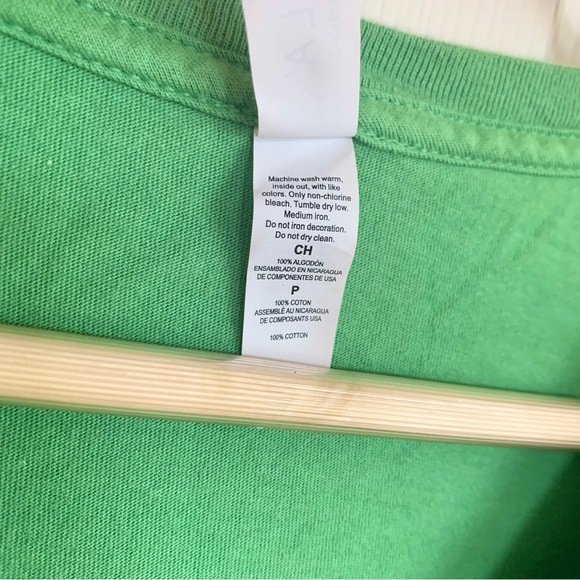 Machine wash warm,
inside out, with like
colors. Only non-chlorine
bleach. Tumble dry low.
Medium iron.
Do not iron decoration.
Do not dry clean.
CH
100% ALGODÓN
ENSAMBLADO EN NICARAGUA
DE COMPONENTES DE USA
P
100% COTON
ASSEMBLÉ AU NICARAGUA
DE COMPOSANTS USA
100% COTTON